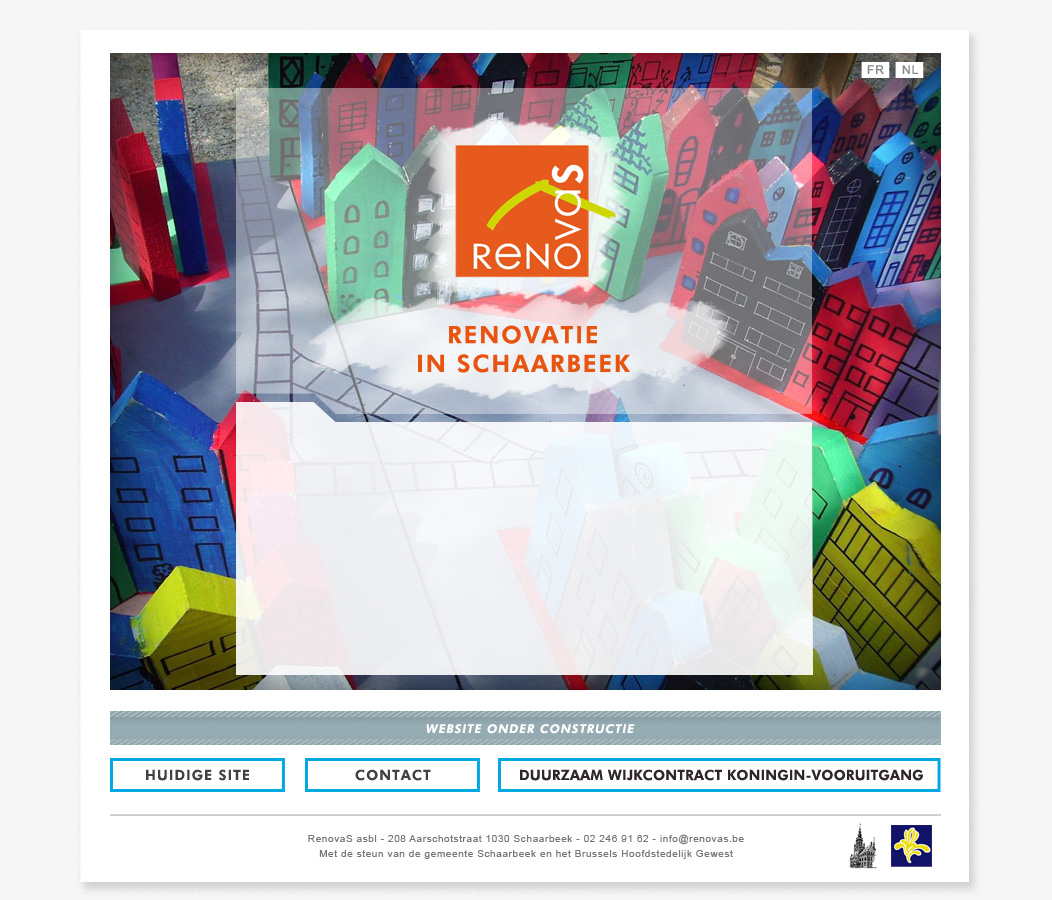 FR NL
RENOVAS
RENOVATIE
IN SCHAARBEEK
WEBSITE ONDER CONSTRUCTIE
HUIDIGE SITE
CONTACT
DUURZAAM WIJKCONTRACT KONINGIN-VOORUITGANG
RenovaS asbl - 208 Aarschotstraat 1030 Schaarbeek - 02 246 91 62 - info@renovas.be
Met de steun van de gemeente Schaarbeek en het Brussels Hoofdstedelijk Gewest